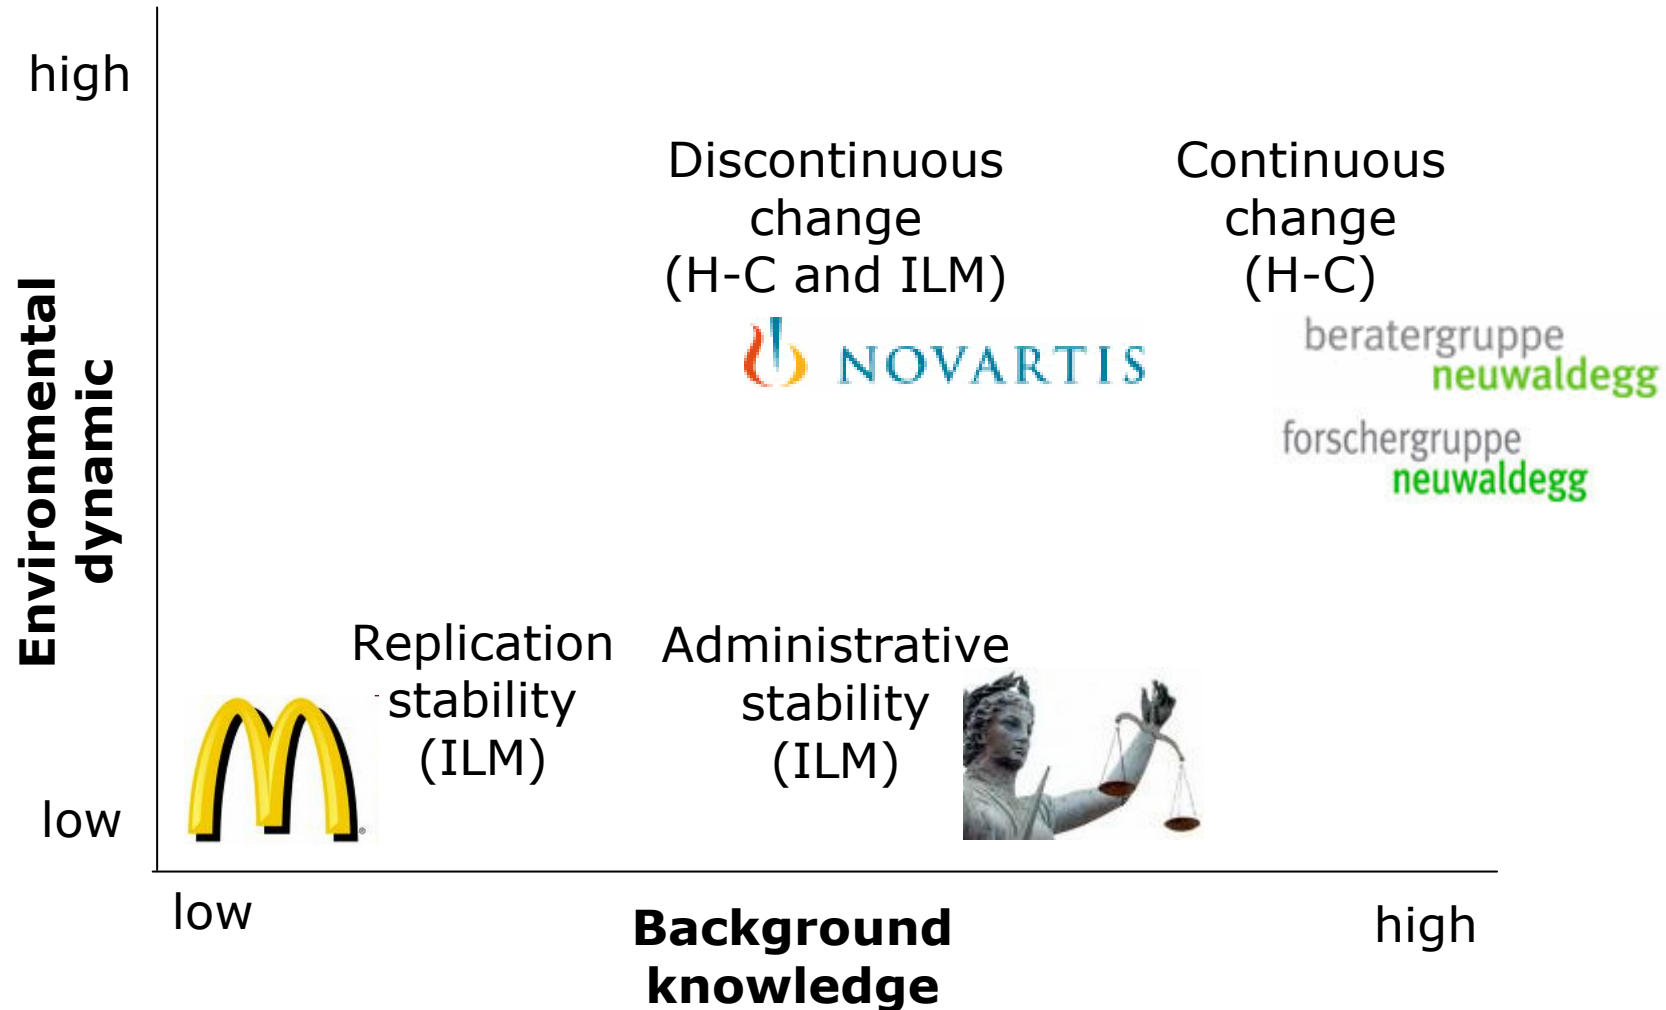 high
Discontinuous
change
(H-C and ILM)
NOVARTIS
Continuous
change
(H-C)
beratergruppe
neuwaldegg
forschergruppe
neuwaldegg
Environmental
dynamic
Replication
stability
(ILM)
Administrative
stability
(ILM)
low
low
Background
knowledge
high